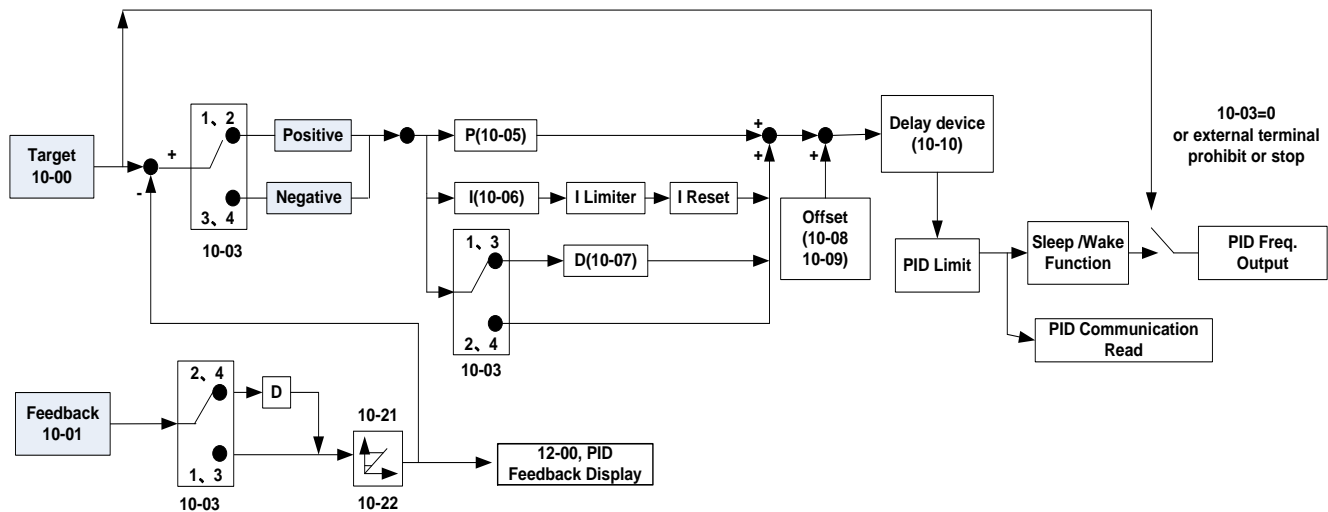 Target
10-00
+
-
1、2
3、4
10-03
Positive
Negative
P(10-05)
I(10-06)
I Limiter
I Reset
1、3
2、4
10-03
D(10-07)
+
+
+
Offset
(10-08
10-09)
Delay device
(10-10)
PID Limit
Sleep /Wake
Function
10-03=0
or external terminal
prohibit or stop
PID Freq.
Output
PID Communication
Read
Feedback
10-01
2、4
1、3
10-03
D
10-21
10-22
12-00, PID
Feedback Display